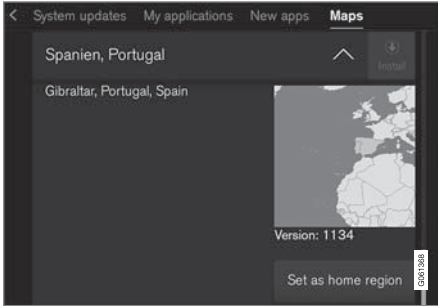 < System updates My applications New apps Maps
Spanien, Portugal
Install
Gibraltar, Portugal, Spain
Version: 1134
Set as home region
G061368